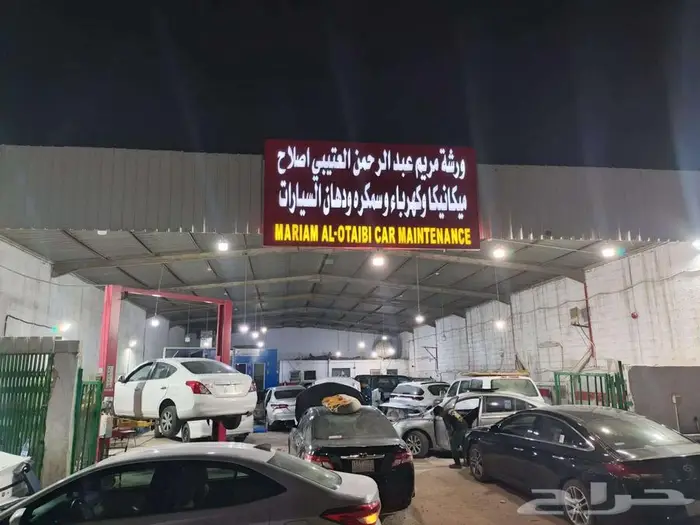 ورشة مريم عبد الرحمن العتيبي اصلاح
ميكانيكا وكهرباء وسمكره ودهان السيارات
MARIAM AL-OTAIBI CAR MAINTENANCE
حراج